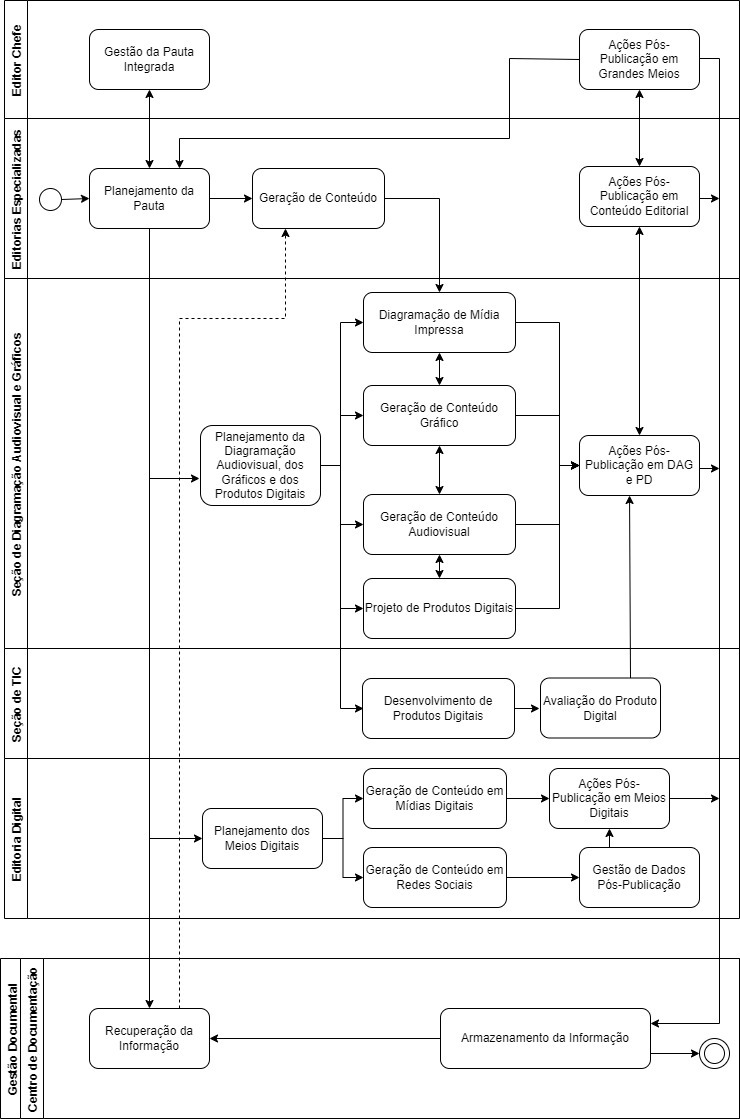 Editor Chefe
Gestão da Pauta
Integrada
Ações Pós-
Publicação em
Grandes Meios
Editorias Especializadas
Planejamento da
Pauta
Geração de Conteúdo
Ações Pós-
Publicação em
Conteúdo Editorial
Seção de Diagramação Audiovisual e Gráficos
Diagramação de Mídia
Impressa
Geração de Conteúdo
Gráfico
Planejamento da
Diagramação
Audiovisual, dos
Gráficos e dos
Produtos Digitais
Ações Pós-
Publicação em DAG
e PD
Geração de Conteúdo
Audiovisual
Projeto de Produtos Digitais
Seção de TIC
Desenvolvimento de
Produtos Digitais
Avaliação do Produto
Digital
Editoria Digital
Planejamento dos
Meios Digitais
Geração de Conteúdo em
Mídias Digitais
Ações Pós-
Publicação em Meios
Digitais
Geração de Conteúdo em
Redes Sociais
Gestão de Dados
Pós-Publicação
Gestão Documental
Centro de Documentação
Recuperação da
Informação
Armazenamento da Informação